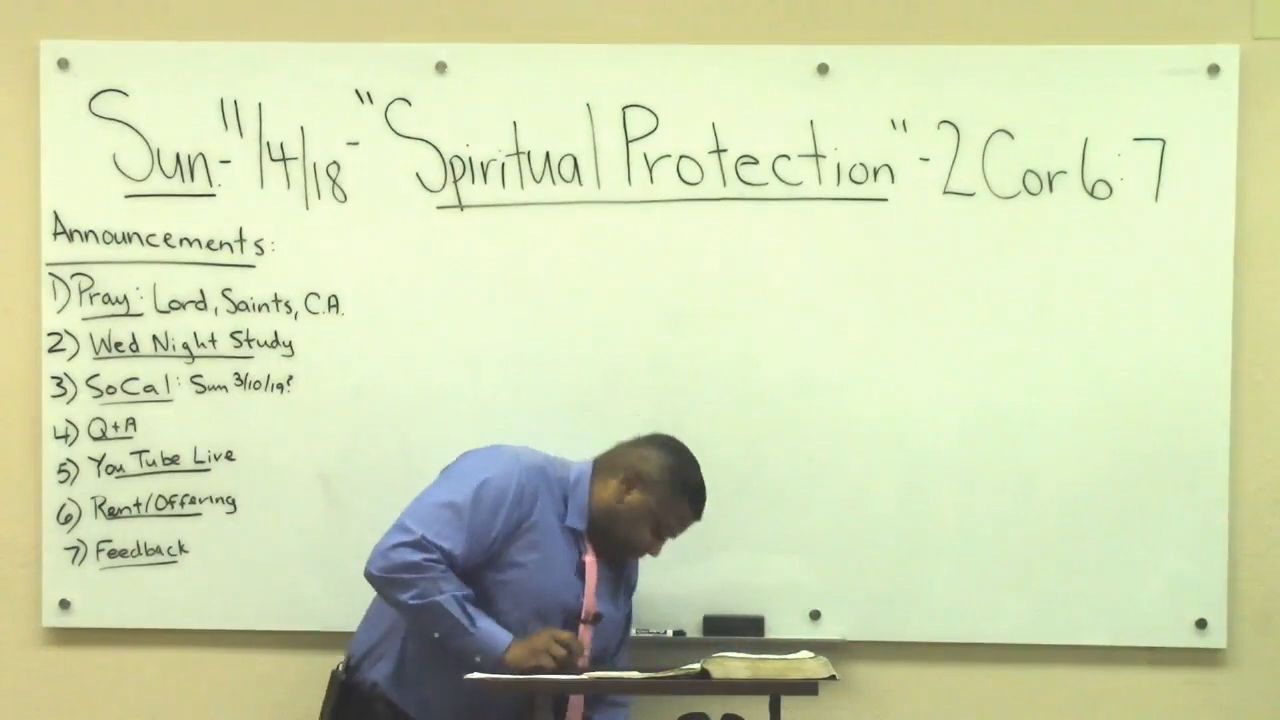 Sun.-11/4/18-"Spiritual Protection"-2 Cor 6:7
Announcements:
1) Pray: Lord, Saints, C.A.
2) Wed Night Study
3) SoCal: Sun 3/10/19?
4) Q+A
5) YouTube Live
6) Rent/Offering
7) Feedback